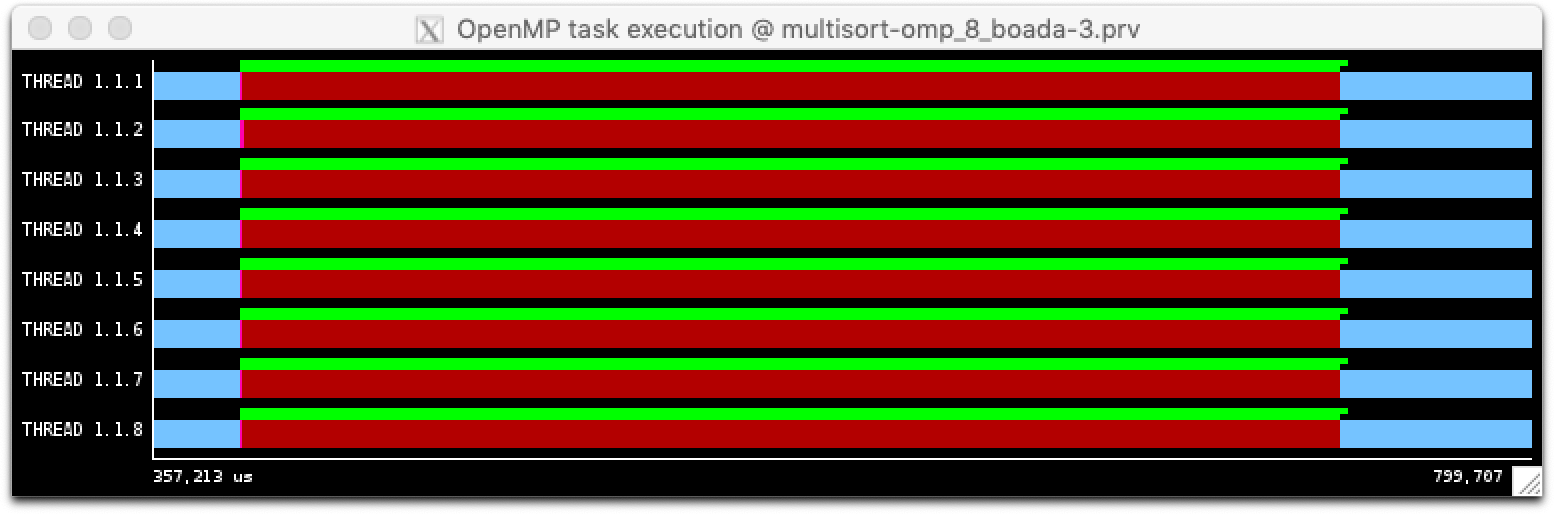 OpenMP task execution @ multisort-omp_8_boada-3.prv
THREAD 1.1.1
THREAD 1.1.2
THREAD 1.1.3
THREAD 1.1.4
THREAD 1.1.5
THREAD 1.1.6
THREAD 1.1.7
THREAD 1.1.8
357,213 us 799,707